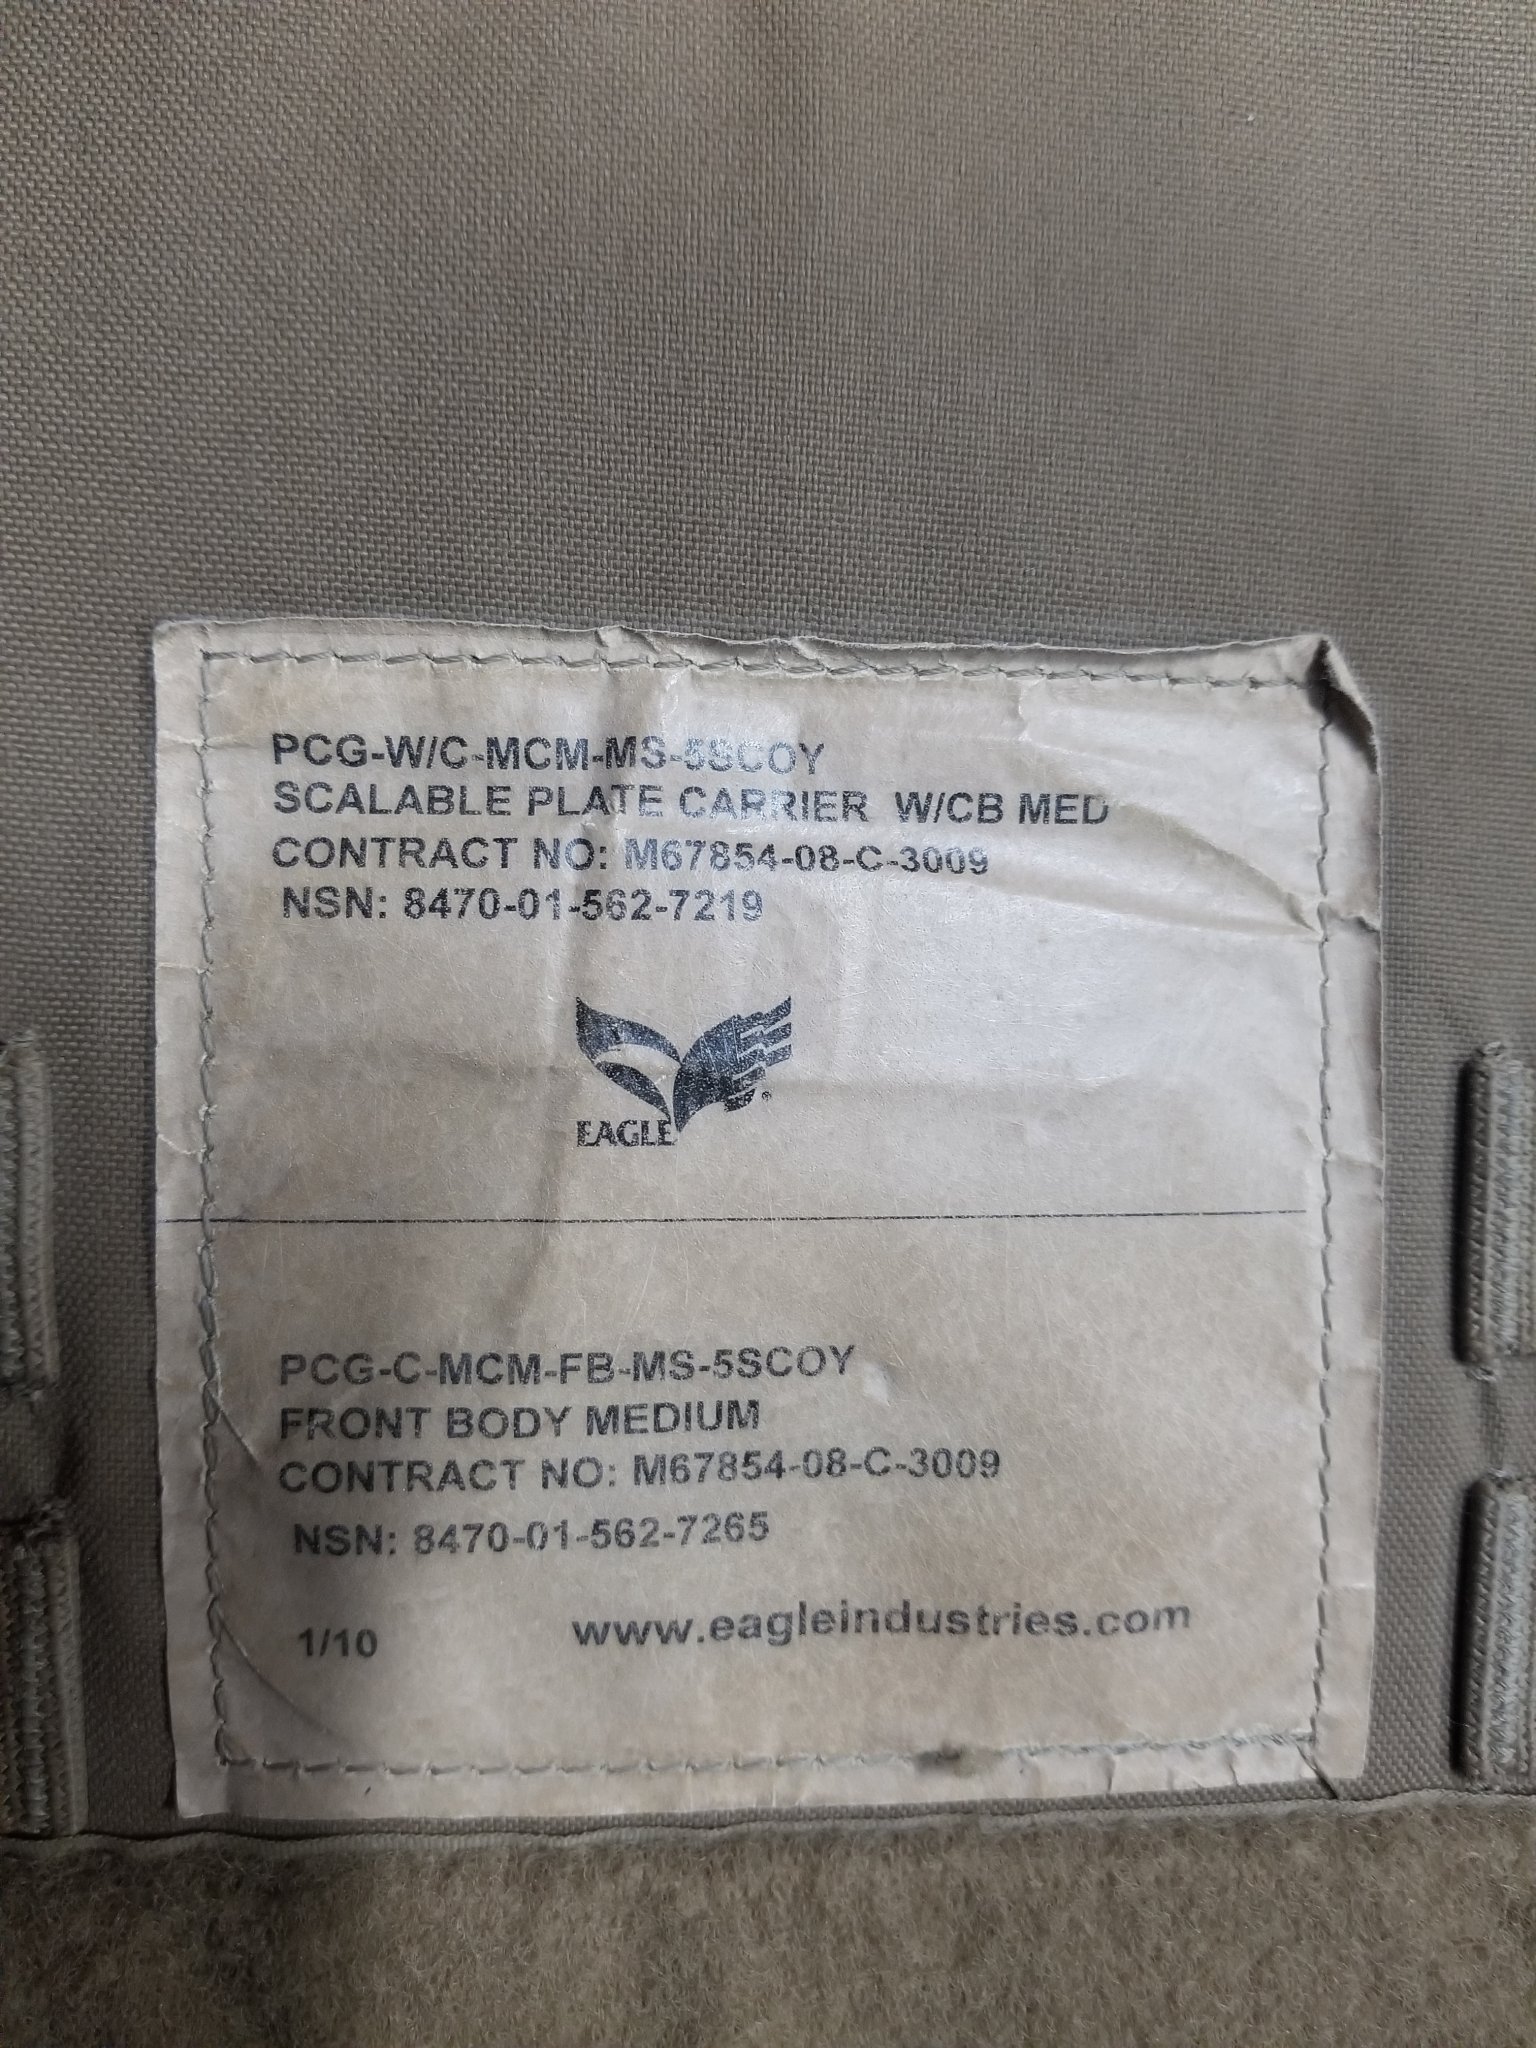 PCG-W/C-MCM-MS-5SCOY
SCALABLE PLATE CARRIER W/CB MED
CONTRACT NO: M67854-08-C-3009
NSN: 8470-01-562-7219
EAGLE®
PCG-C-MCM-FB-MS-5SCOY
FRONT BODY MEDIUM
CONTRACT NO: M67854-08-C-3009
NSN: 8470-01-562-7265
1/10 www.eagleindustries.com